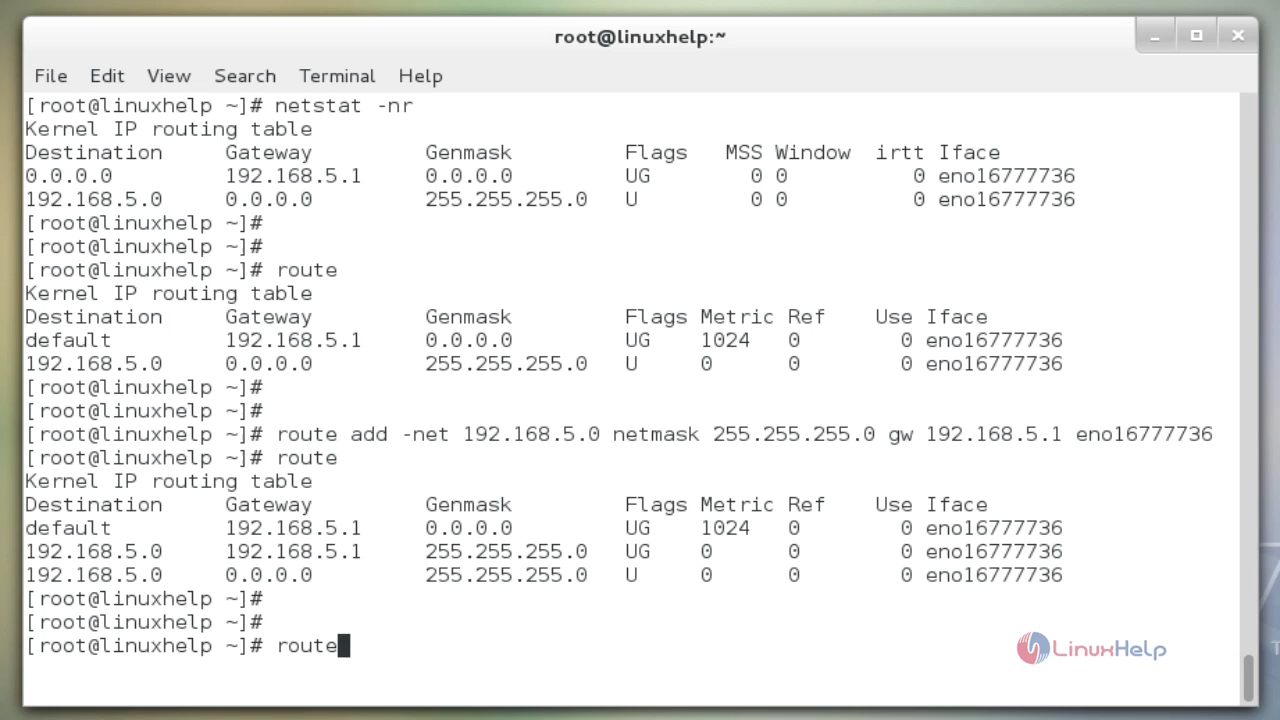 root@linuxhelp:~
File Edit View Search Terminal Help
[root@linuxhelp ~]# netstat -nr
Kernel IP routing table
Destination     Gateway         Genmask         Flags   MSS Window  irtt Iface
0.0.0.0         192.168.5.1     0.0.0.0         UG        0 0          0 eno16777736
192.168.5.0     0.0.0.0         255.255.255.0   U         0 0          0 eno16777736
[root@linuxhelp ~]#
[root@linuxhelp ~]#
[root@linuxhelp ~]# route
Kernel IP routing table
Destination     Gateway         Genmask         Flags Metric Ref    Use Iface
default         192.168.5.1     0.0.0.0         UG    1024   0        0 eno16777736
192.168.5.0     0.0.0.0         255.255.255.0   U     0      0        0 eno16777736
[root@linuxhelp ~]#
[root@linuxhelp ~]#
[root@linuxhelp ~]# route add -net 192.168.5.0 netmask 255.255.255.0 gw 192.168.5.1 eno16777736
[root@linuxhelp ~]# route
Kernel IP routing table
Destination     Gateway         Genmask         Flags Metric Ref    Use Iface
default         192.168.5.1     0.0.0.0         UG    1024   0        0 eno16777736
192.168.5.0     192.168.5.1     255.255.255.0   UG    0      0        0 eno16777736
192.168.5.0     0.0.0.0         255.255.255.0   U     0      0        0 eno16777736
[root@linuxhelp ~]#
[root@linuxhelp ~]#
[root@linuxhelp ~]# route
LinuxHelp